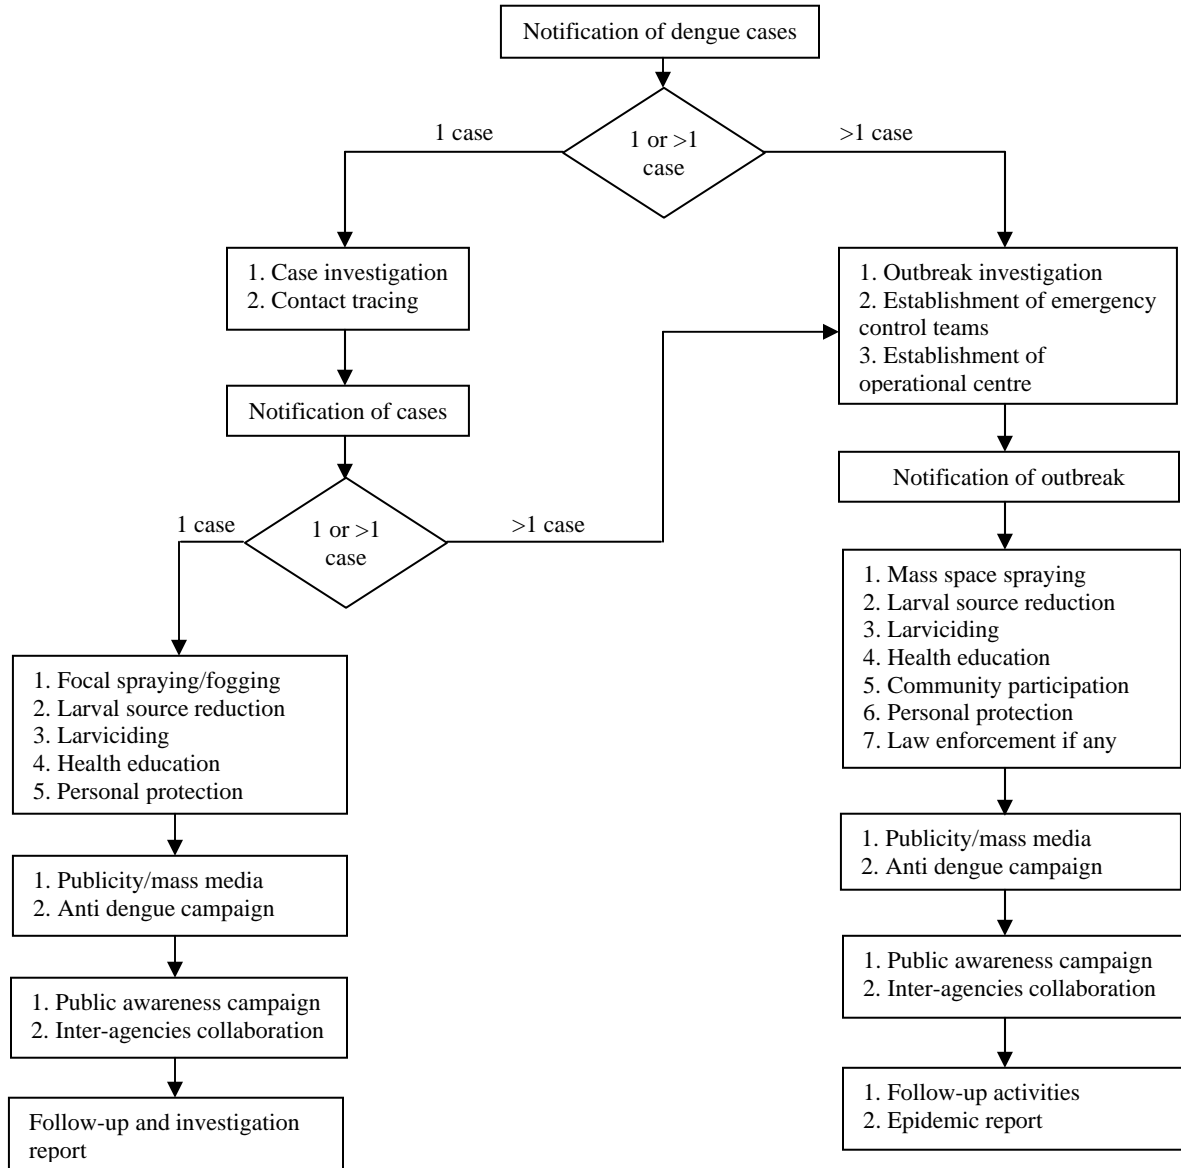 Notification of dengue cases
1 case
1 or >1
case
>1 case
1. Case investigation
2. Contact tracing
1. Outbreak investigation
2. Establishment of emergency
control teams
3. Establishment of
operational centre
Notification of cases
Notification of outbreak
1 case
1 or >1
case
>1 case
1. Mass space spraying
2. Larval source reduction
3. Larviciding
4. Health education
5. Community participation
6. Personal protection
7. Law enforcement if any
1. Focal spraying/fogging
2. Larval source reduction
3. Larviciding
4. Health education
5. Personal protection
1. Publicity/mass media
2. Anti dengue campaign
1. Publicity/mass media
2. Anti dengue campaign
1. Public awareness campaign
2. Inter-agencies collaboration
1. Public awareness campaign
2. Inter-agencies collaboration
1. Follow-up activities
2. Epidemic report
Follow-up and investigation
report